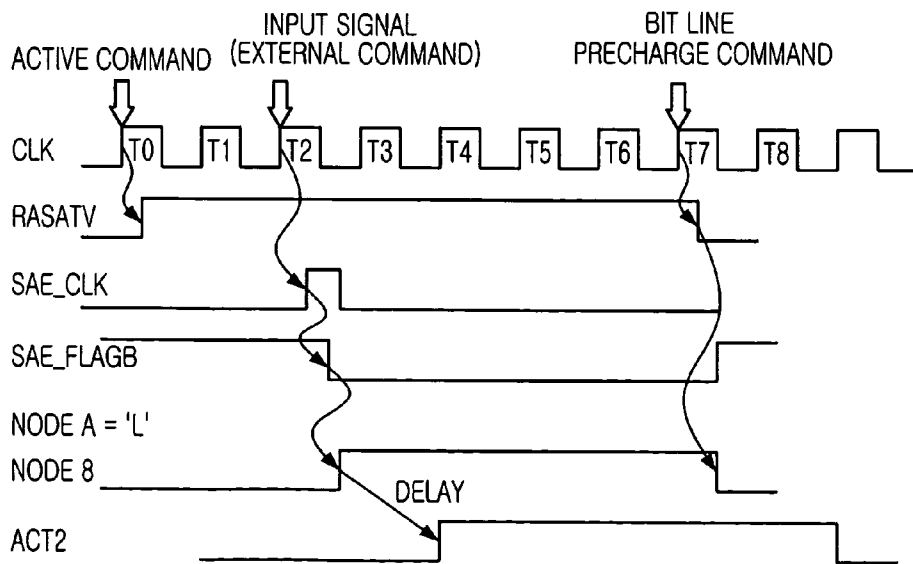 INPUT SIGNAL
(EXTERNAL COMMAND)
BIT LINE
PRECHARGE COMMAND
ACTIVE COMMAND
CLK
T0 T1 T2 T3 T4 T5 T6 T7 T8
RASATV
SAE_CLK
SAE_FLAGB
NODE A = 'L'
NODE 8
DELAY
ACT2